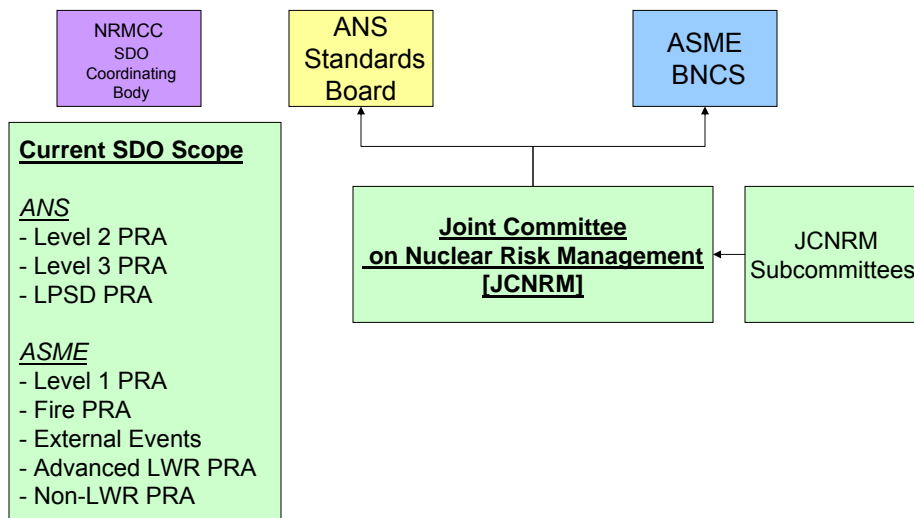 NRMCC
SDO
Coordinating
Body
ANS
Standards
Board
ASME
BNCS
Current SDO Scope
ANS
- Level 2 PRA
- Level 3 PRA
- LPSD PRA
ASME
- Level 1 PRA
- Fire PRA
- External Events
- Advanced LWR PRA
- Non-LWR PRA
Joint Committee
on Nuclear Risk Management
[JCNRM]
JCNRM
Subcommittees